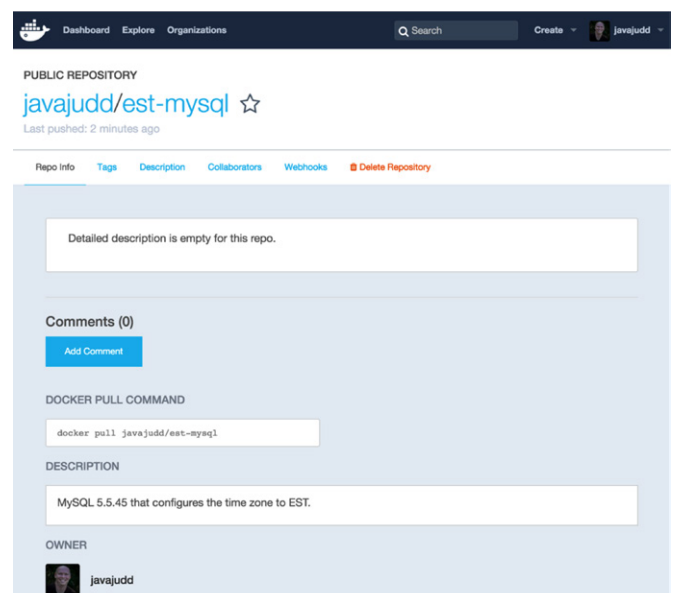 Dashboard Explore Organizations Search Create javajudd
PUBLIC REPOSITORY
javajudd/est-mysql
Last pushed: 2 minutes ago
Repo Info Tags Description Collaborators Webhooks Delete Repository
Detailed description is empty for this repo.
Comments (0)
Add Comment
DOCKER PULL COMMAND
docker pull javajudd/est-mysql
DESCRIPTION
MySQL 5.5.45 that configures the time zone to EST.
OWNER
javajudd